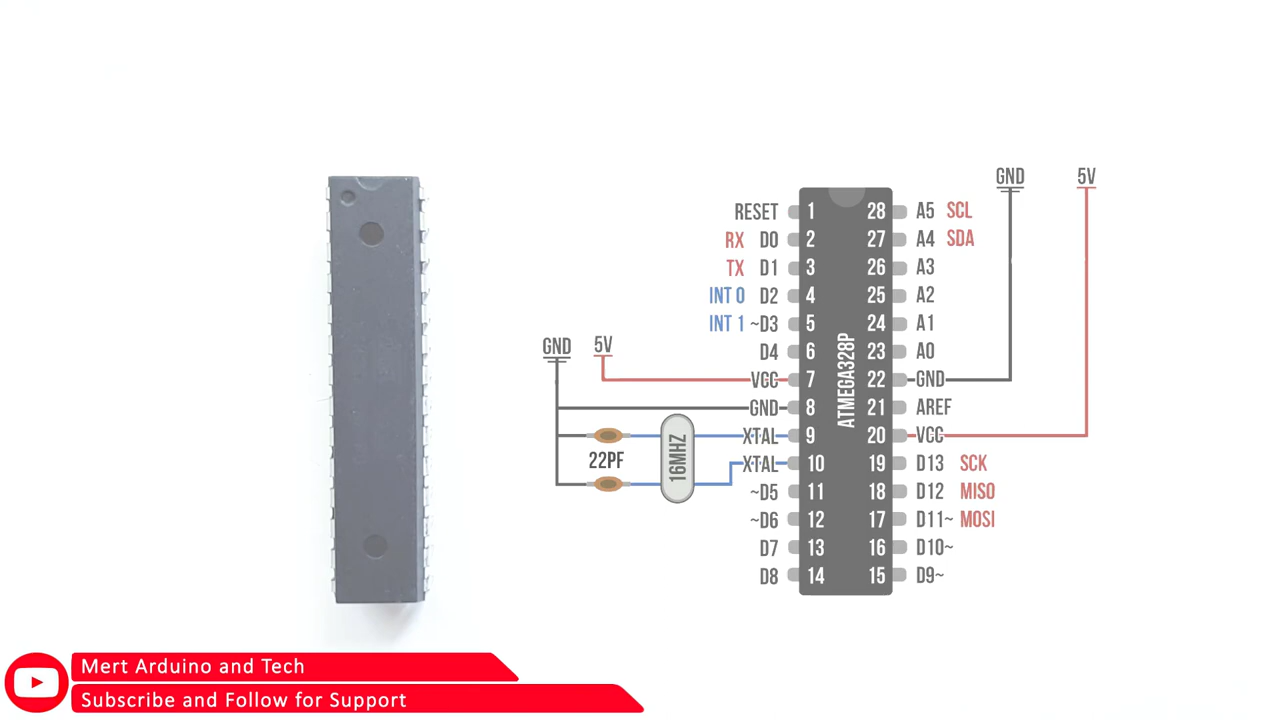 GND 5V
RESET 1 28 A5 SCL
RX D0 2 27 A4 SDA
TX D1 3 26 A3
INT 0 D2 4 25 A2
INT 1 ~D3 5 24 A1
GND 5V D4 6 23 A0
VCC 7 22 GND
GND 8 21 AREF
XTAL 9 20 VCC
22PF 16MHZ XTAL 10 19 D13 SCK
~D5 11 18 D12 MISO
~D6 12 17 D11~ MOSI
D7 13 16 D10~
D8 14 15 D9~
ATMEGA328P
Mert Arduino and Tech
Subscribe and Follow for Support